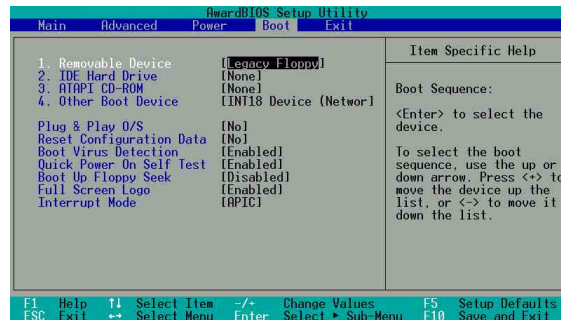 AwardBIOS Setup Utility
Main Advanced Power Boot Exit
Item Specific Help
1. Removable Device [Legacy Floppy]
2. IDE Hard Drive [None]
3. ATAPI CD-ROM [None]
4. Other Boot Device [INT18 Device (Networ]
Plug & Play O/S [No]
Reset Configuration Data [No]
Boot Virus Detection [Enabled]
Quick Power On Self Test [Enabled]
Boot Up Floppy Seek [Disabled]
Full Screen Logo [Enabled]
Interrupt Mode [APIC]
Boot Sequence:
<Enter> to select the
device.
To select the boot
sequence, use the up or
down arrow. Press <+> to
move the device up the
list, or <-> to move it
down the list.
F1 Help ↑↓ Select Item -/+ Change Values F5 Setup Defaults
ESC Exit ←→ Select Menu Enter Select ► Sub-Menu F10 Save and Exit